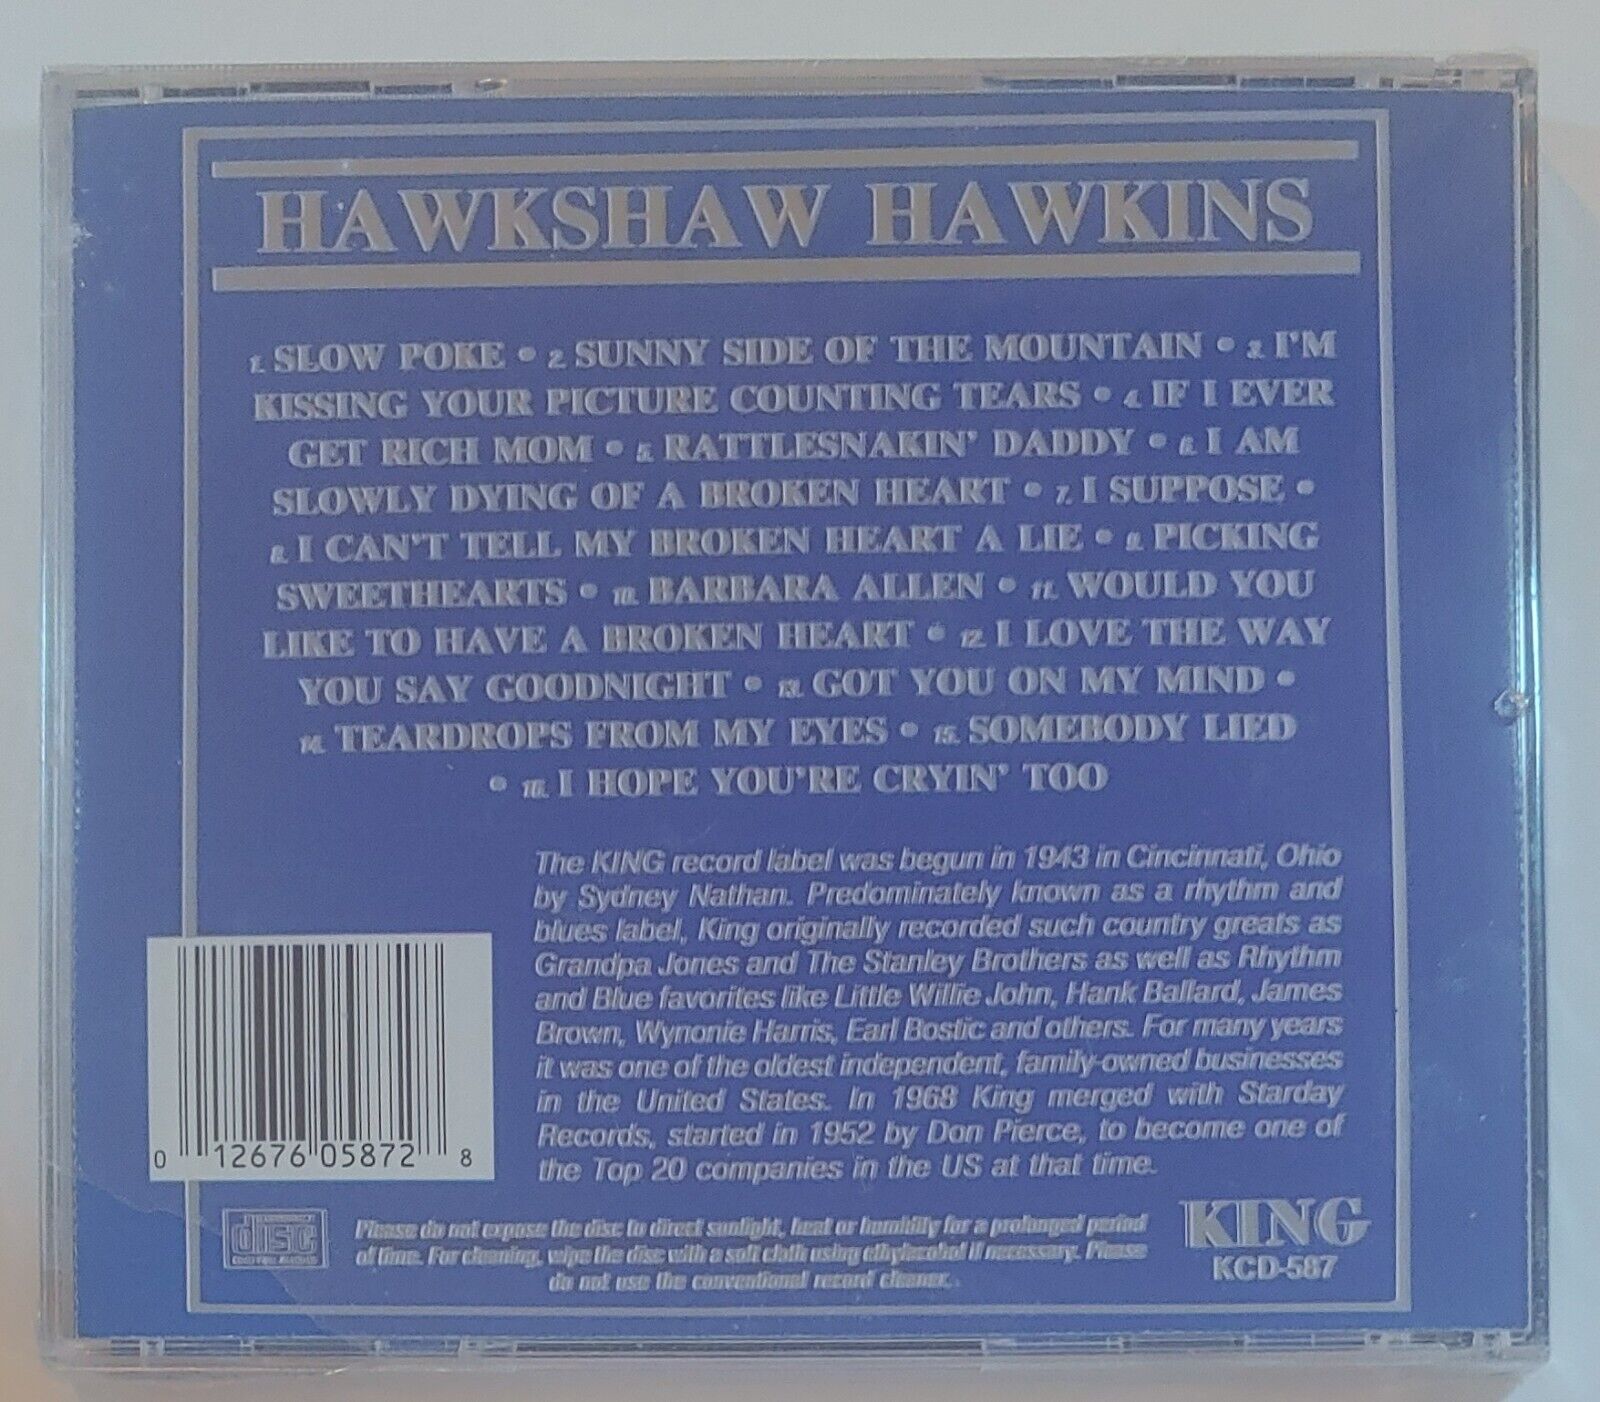 HAWKSHAW HAWKINS
1. SLOW POKE • 2. SUNNY SIDE OF THE MOUNTAIN • 3. I'M
KISSING YOUR PICTURE COUNTING TEARS • 4. IF I EVER
GET RICH MOM • 5. RATTLESNAKIN' DADDY • 6. I AM
SLOWLY DYING OF A BROKEN HEART • 7. I SUPPOSE •
8. I CAN'T TELL MY BROKEN HEART A LIE • 9. PICKING
SWEETHEARTS • 10. BARBARA ALLEN • 11. WOULD YOU
LIKE TO HAVE A BROKEN HEART • 12. I LOVE THE WAY
YOU SAY GOODNIGHT • 13. GOT YOU ON MY MIND •
14. TEARDROPS FROM MY EYES • 15. SOMEBODY LIED
• 16. I HOPE YOU'RE CRYIN' TOO
The KING record label was begun in 1943 in Cincinnati, Ohio
by Sydney Nathan. Predominately known as a rhythm and
blues label, King originally recorded such country greats as
Grandpa Jones and The Stanley Brothers as well as Rhythm
and Blue favorites like Little Willie John, Hank Ballard, James
Brown, Wynonie Harris, Earl Bostic and others. For many years
it was one of the oldest independent, family-owned businesses
in the United States. In 1968 King merged with Starday
Records, started in 1952 by Don Pierce, to become one of
the Top 20 companies in the US at that time.
0 12676 05872 8
disc
DIGITAL AUDIO
Please do not expose the disc to direct sunlight, heat or humidity for a prolonged period
of time. For cleaning, wipe the disc with a soft cloth using ethylacohol if necessary. Please
do not use the conventional record cleaner.
KING
KCD-587